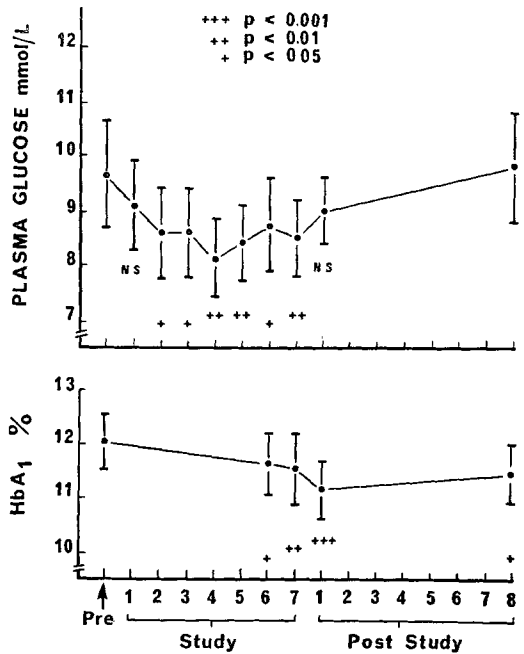 +++ p < 0.001
++ p < 0.01
+ p < 0 05
PLASMA GLUCOSE mmol/L
12
11
10
9
8
7
NS
NS
+ + ++ ++ + ++
HbA1 %
13
12
11
10
+ ++ +++ +
Pre 1 2 3 4 5 6 7 1 2 3 4 5 6 7 8
Study Post Study